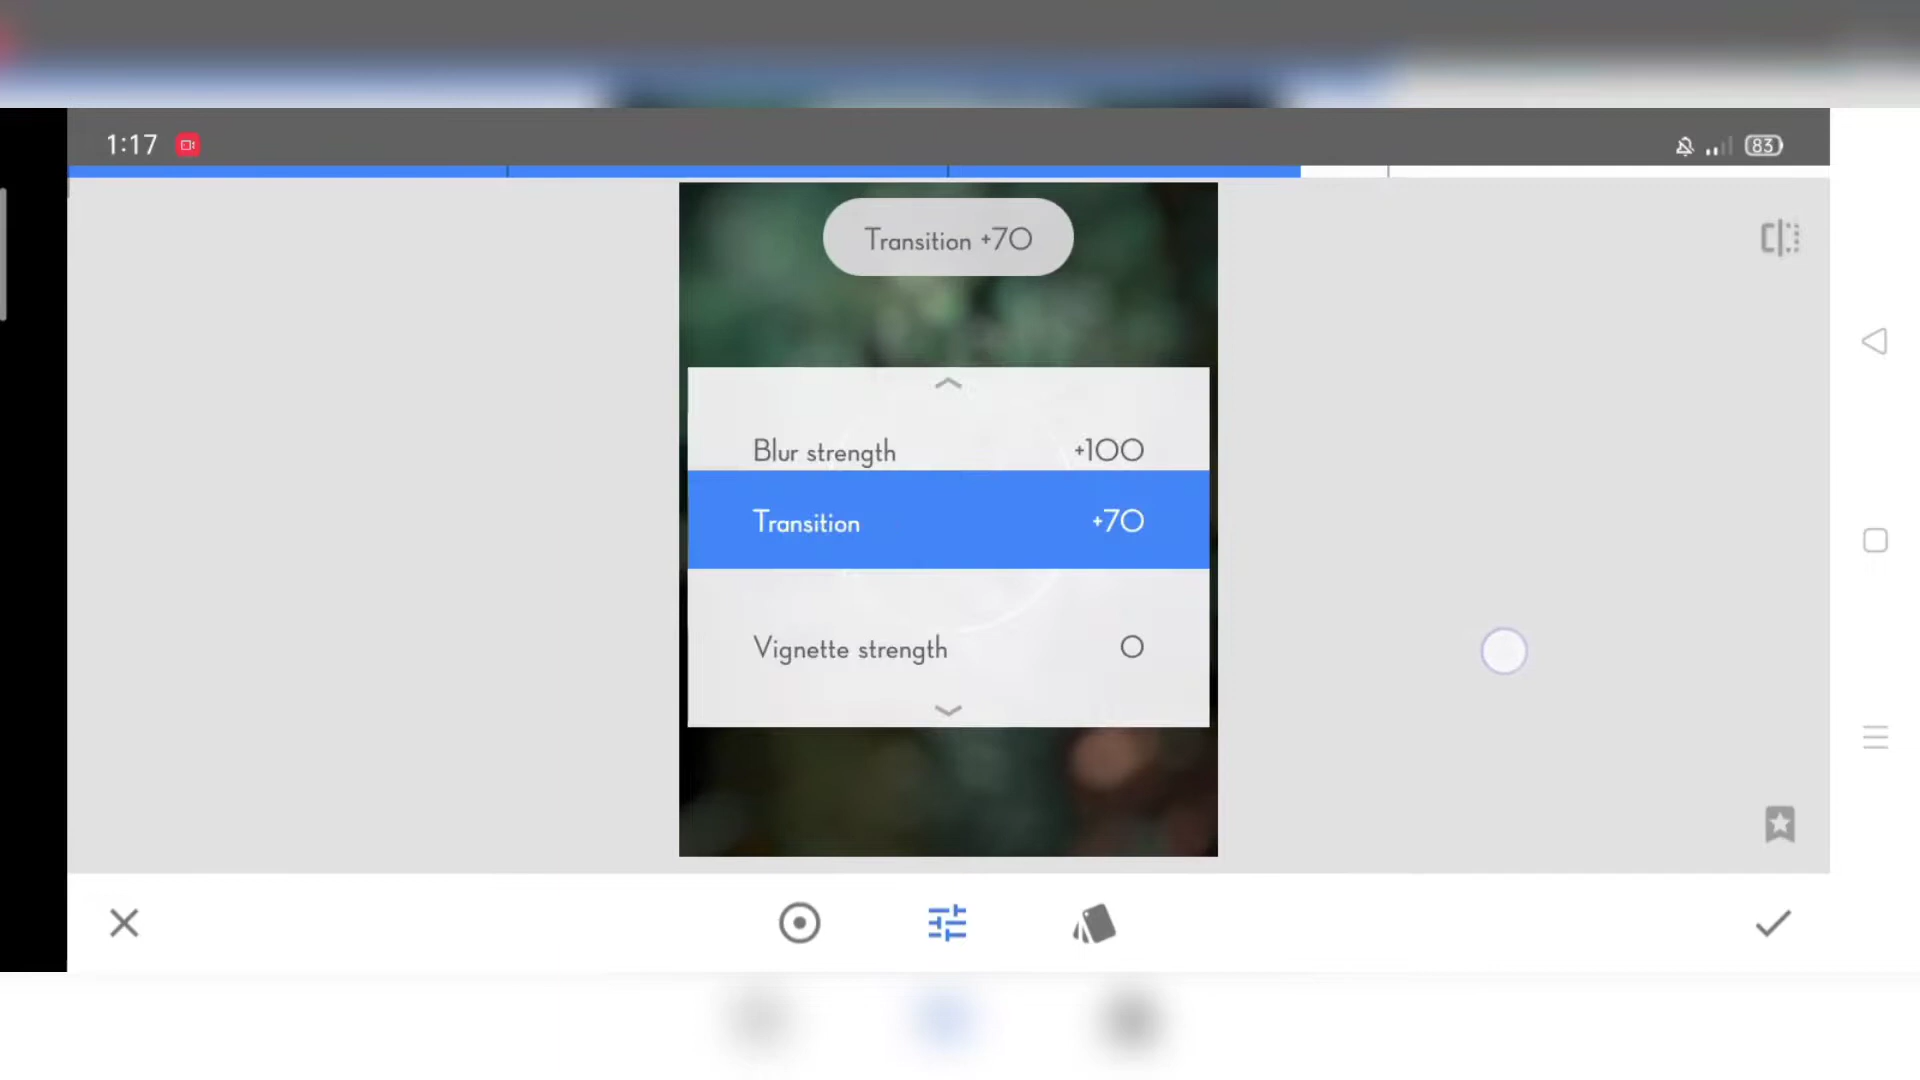 1:17
83
Transition +70
Blur strength +100
Transition +70
Vignette strength 0